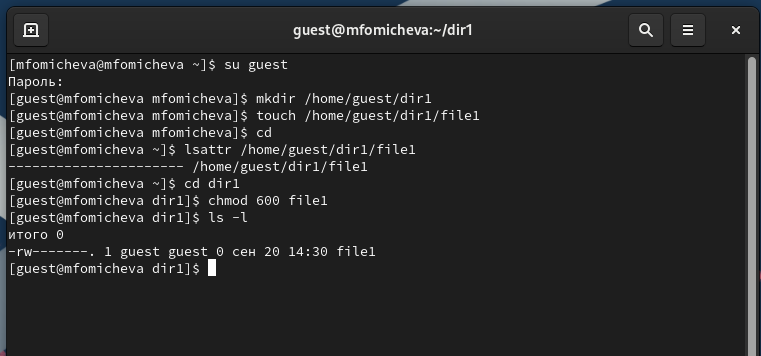 guest@mfomicheva:~/dir1
[mfomicheva@mfomicheva ~]$ su guest
Пароль:
[guest@mfomicheva mfomicheva]$ mkdir /home/guest/dir1
[guest@mfomicheva mfomicheva]$ touch /home/guest/dir1/file1
[guest@mfomicheva mfomicheva]$ cd
[guest@mfomicheva ~]$ lsattr /home/guest/dir1/file1
---------------------- /home/guest/dir1/file1
[guest@mfomicheva ~]$ cd dir1
[guest@mfomicheva dir1]$ chmod 600 file1
[guest@mfomicheva dir1]$ ls -l
итого 0
-rw-------. 1 guest guest 0 сен 20 14:30 file1
[guest@mfomicheva dir1]$